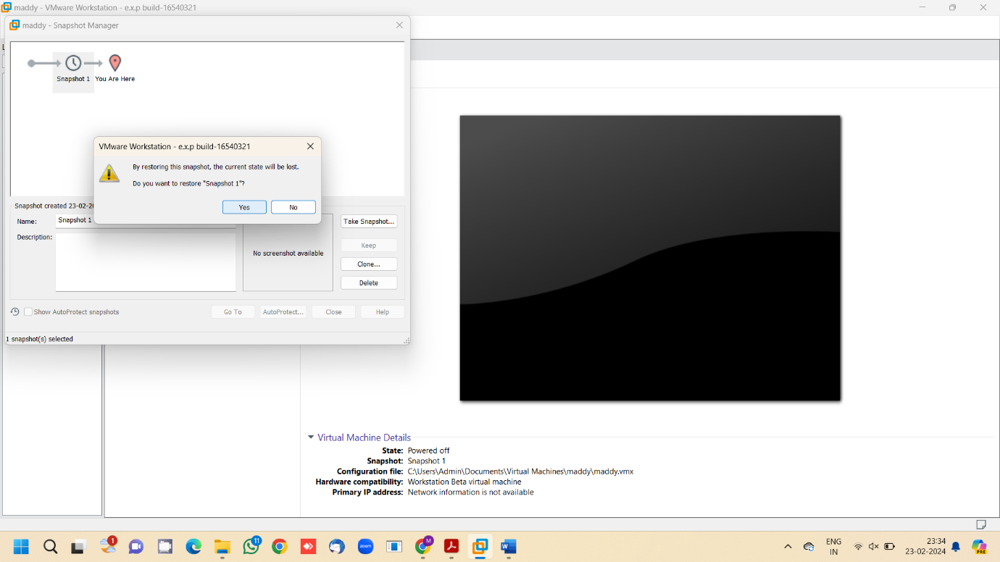 maddy - VMware Workstation - e.x.p build-16540321
maddy - Snapshot Manager
Snapshot 1
You Are Here
VMware Workstation - e.x.p build-16540321
By restoring this snapshot, the current state will be lost.
Do you want to restore "Snapshot 1"?
Yes
No
Snapshot created 23-02-20
Name:
Snapshot 1
Description:
No screenshot available
Take Snapshot...
Keep
Clone...
Delete
Show AutoProtect snapshots
Go To
AutoProtect...
Close
Help
1 snapshot(s) selected
Virtual Machine Details
State: Powered off
Snapshot: Snapshot 1
Configuration file: C:\Users\Admin\Documents\Virtual Machines\maddy\maddy.vmx
Hardware compatibility: Workstation Beta virtual machine
Primary IP address: Network information is not available
1
11
zoom
M
W
ENG
IN
23:34
23-02-2024
PRE